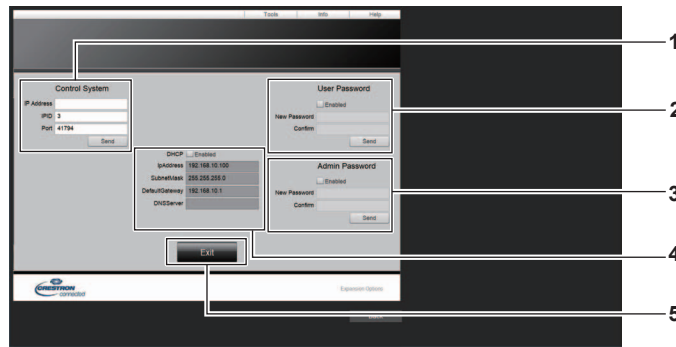 Tools Info Help
1
Control System
IP Address
IPID 3
Port 41794
Send
User Password
Enabled
New Password
Confirm
Send
2
DHCP Enabled
IpAddress 192.168.10.100
SubnetMask 255.255.255.0
DefaultGateway 192.168.10.1
DNSServer
Admin Password
Enabled
New Password
Confirm
Send
3
4
Exit
CRESTRON
connected
Expansion Options
5
Back